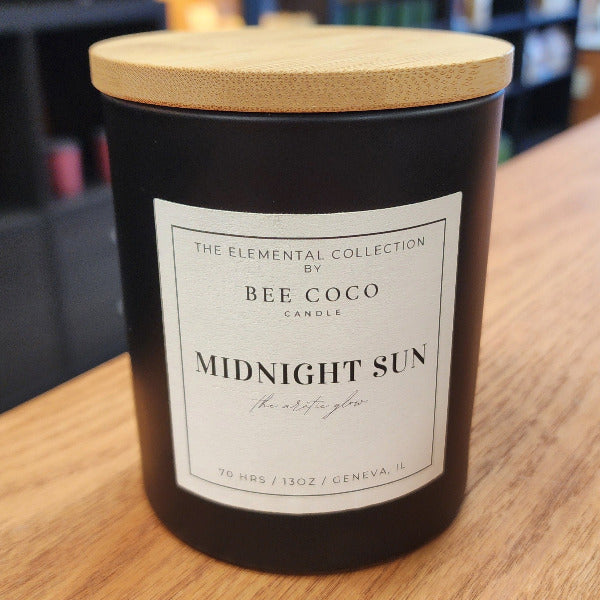 THE ELEMENTAL COLLECTION
BY
BEE COCO
CANDLE
MIDNIGHT SUN
the arctic glow
70 HRS / 13OZ / GENEVA, IL